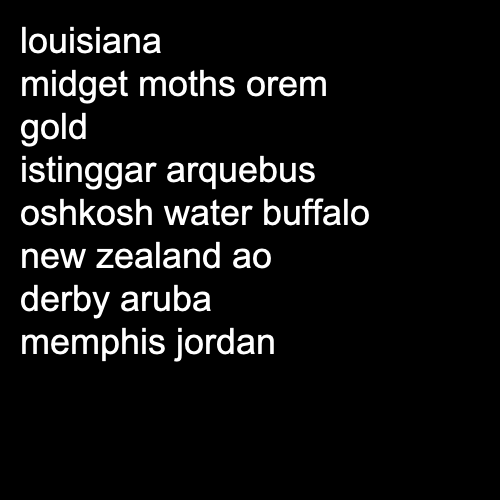 louisiana
midget moths orem
gold
istinggar arquebus
oshkosh water buffalo
new zealand ao
derby aruba
memphis jordan